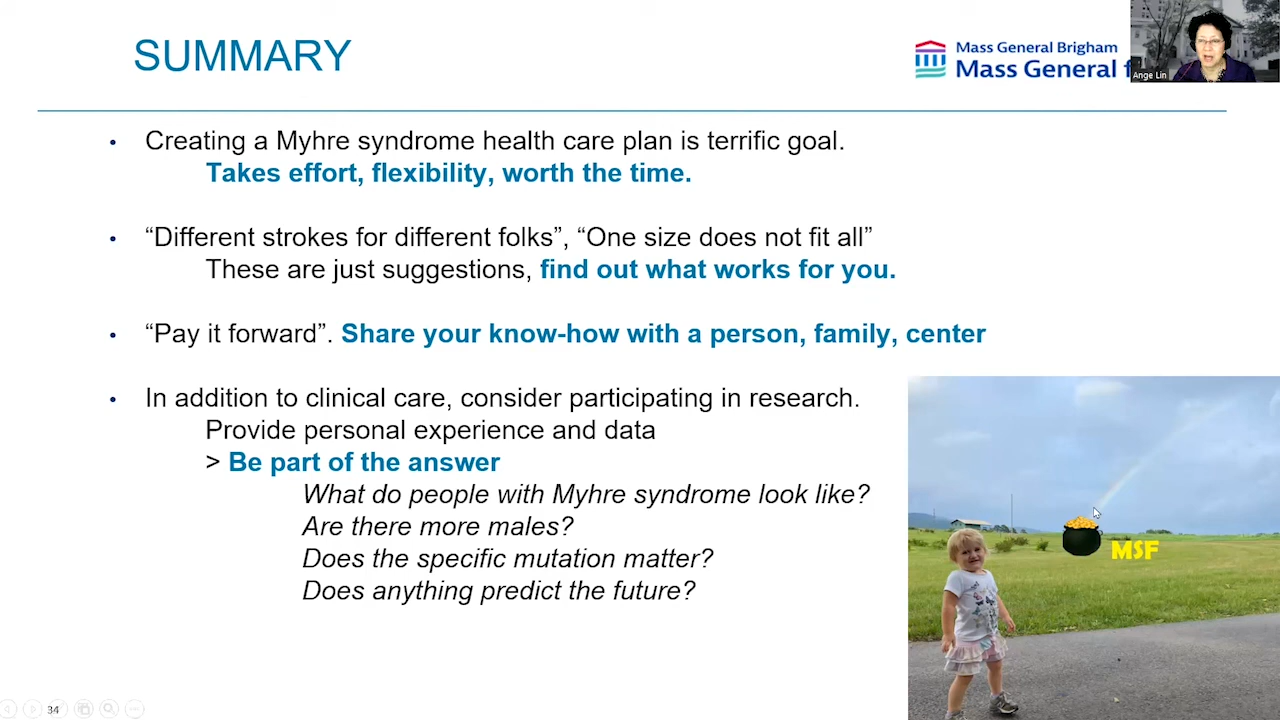 SUMMARY
Mass General Brigham
Mass General f
Ange Lin
• Creating a Myhre syndrome health care plan is terrific goal.
Takes effort, flexibility, worth the time.
• “Different strokes for different folks”, “One size does not fit all”
These are just suggestions, find out what works for you.
• “Pay it forward”. Share your know-how with a person, family, center
• In addition to clinical care, consider participating in research.
Provide personal experience and data
> Be part of the answer
What do people with Myhre syndrome look like?
Are there more males?
Does the specific mutation matter?
Does anything predict the future?
MSF
34